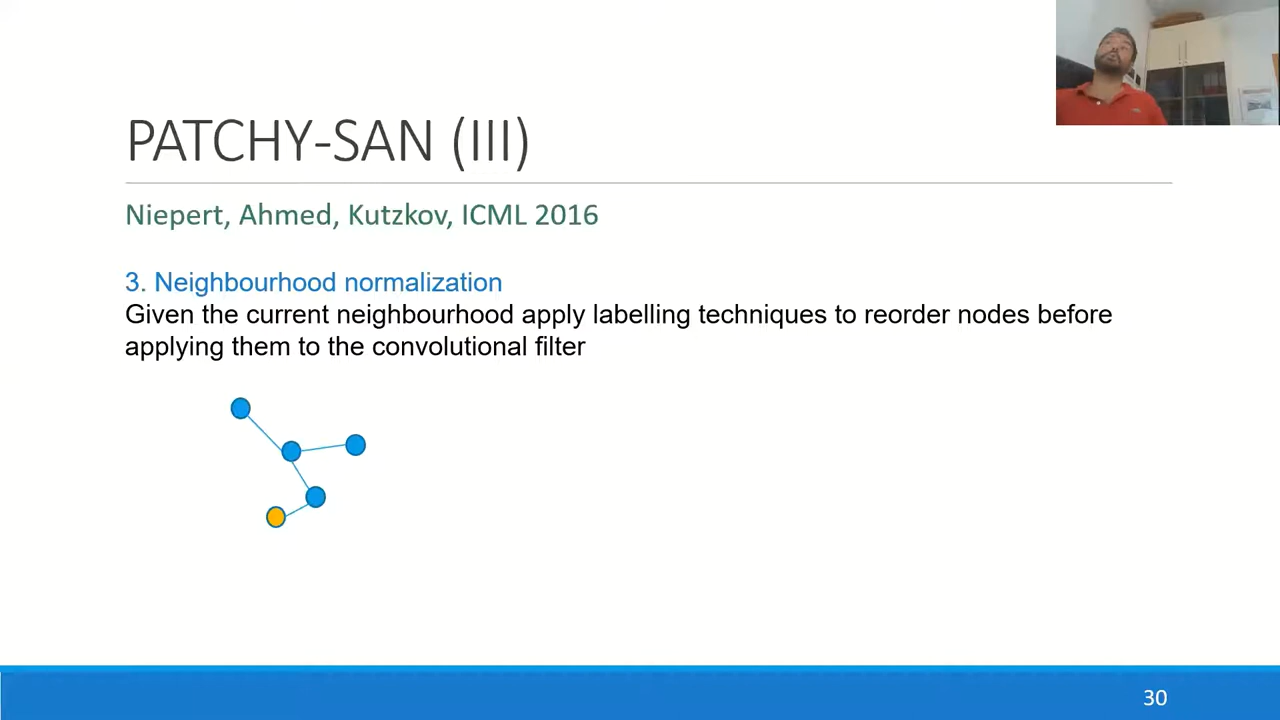 PATCHY-SAN (III)
Niepert, Ahmed, Kutzkov, ICML 2016
3. Neighbourhood normalization
Given the current neighbourhood apply labelling techniques to reorder nodes before
applying them to the convolutional filter
30